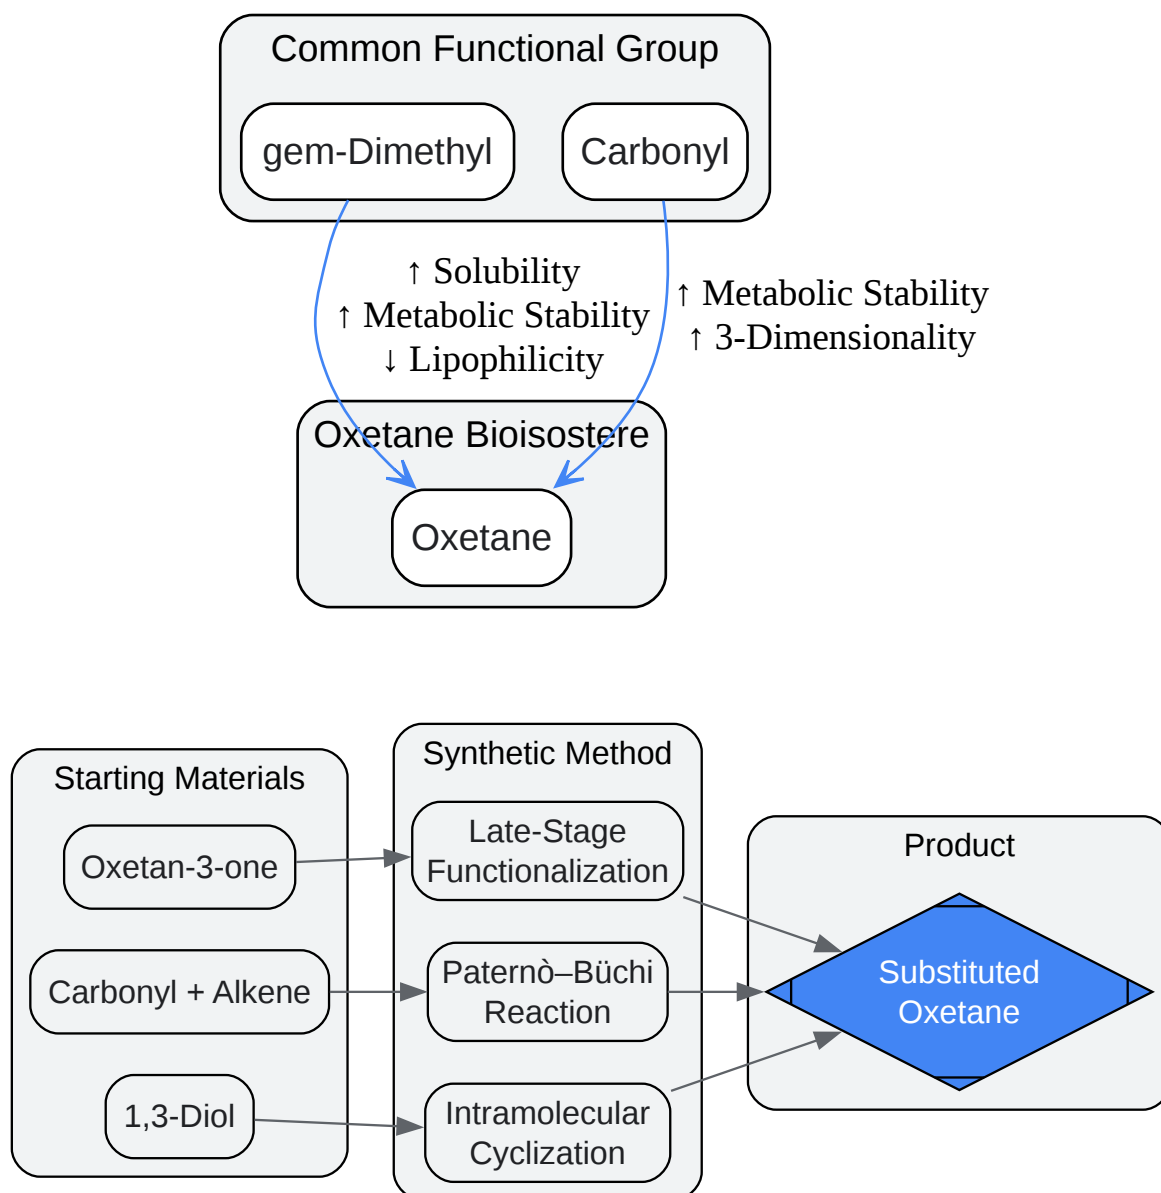 Common Functional Group
gem-Dimethyl
Carbonyl
↑ Solubility
↑ Metabolic Stability
↓ Lipophilicity
↑ Metabolic Stability
↑ 3-Dimensionality
Oxetane Bioisostere
Oxetane
Starting Materials
Oxetan-3-one
Carbonyl + Alkene
1,3-Diol
Synthetic Method
Late-Stage
Functionalization
Paternò–Büchi
Reaction
Intramolecular
Cyclization
Product
Substituted
Oxetane